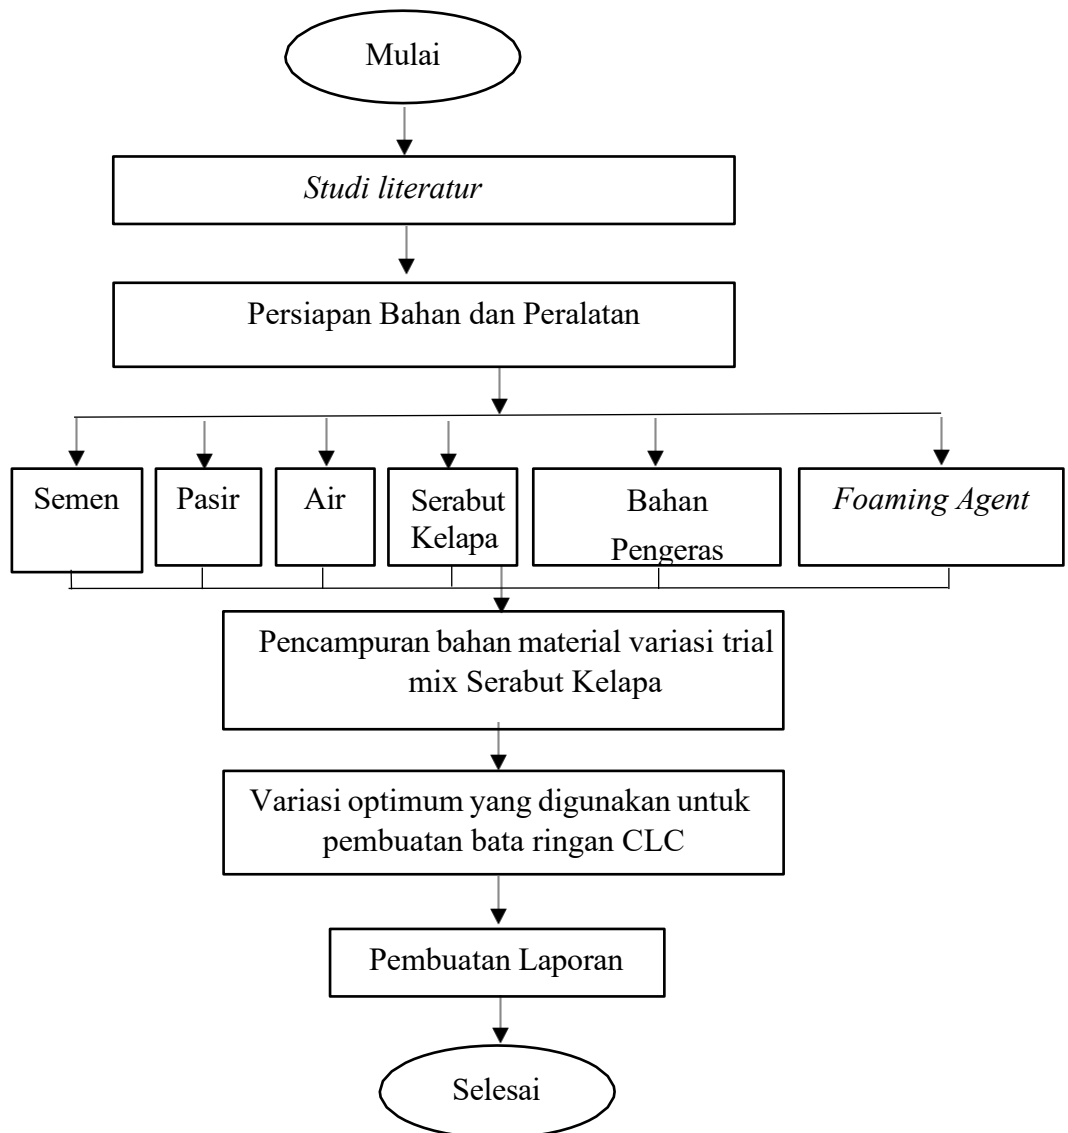 Mulai
Studi literatur
Persiapan Bahan dan Peralatan
Semen
Pasir
Air
Serabut
Kelapa
Bahan
Pengeras
Foaming Agent
Pencampuran bahan material variasi trial
mix Serabut Kelapa
Variasi optimum yang digunakan untuk
pembuatan bata ringan CLC
Pembuatan Laporan
Selesai